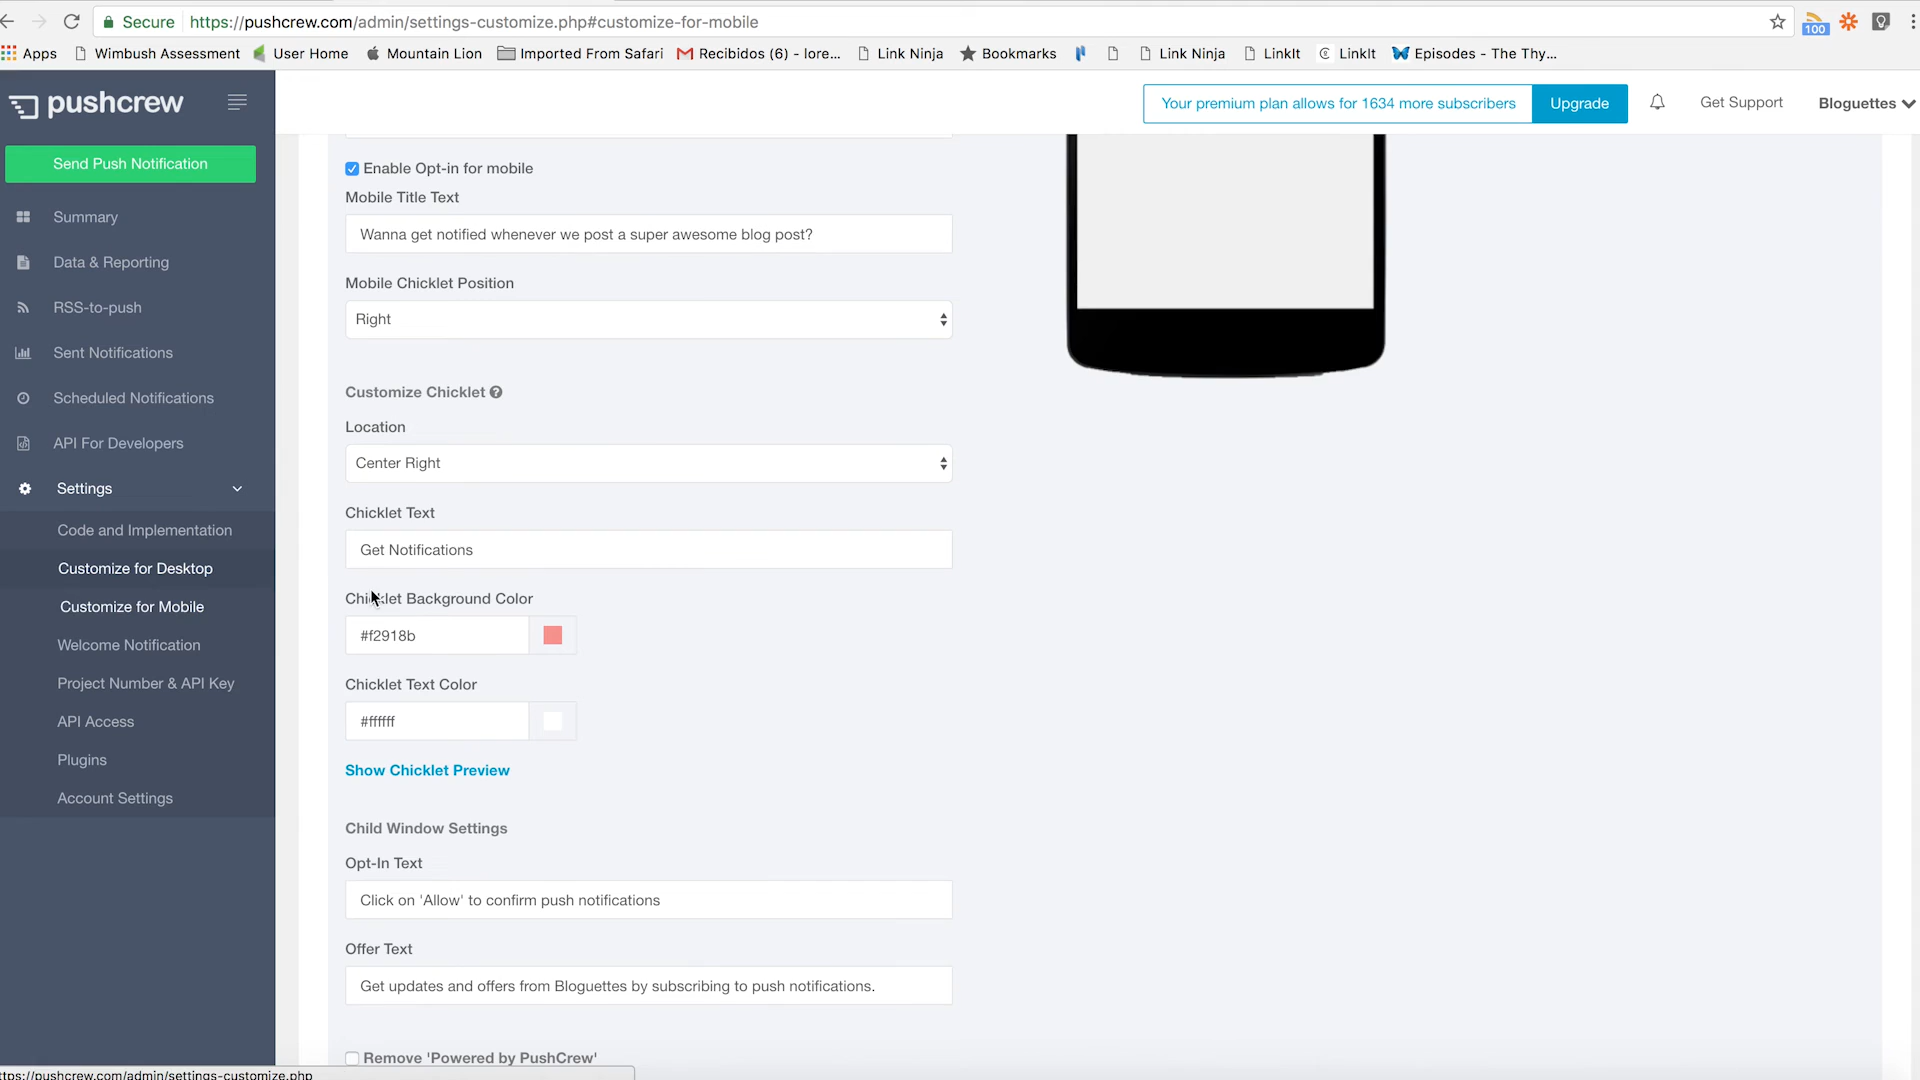 Secure https://pushcrew.com/admin/settings-customize.php#customize-for-mobile
100
Apps Wimbush Assessment User Home Mountain Lion Imported From Safari Recibidos (6) - lore... Link Ninja Bookmarks Link Ninja LinkIt LinkIt Episodes - The Thy...
pushcrew
Your premium plan allows for 1634 more subscribers Upgrade Get Support Bloguettes
Send Push Notification
Summary
Data & Reporting
RSS-to-push
Sent Notifications
Scheduled Notifications
API For Developers
Settings
Code and Implementation
Customize for Desktop
Customize for Mobile
Welcome Notification
Project Number & API Key
API Access
Plugins
Account Settings
Enable Opt-in for mobile
Mobile Title Text
Wanna get notified whenever we post a super awesome blog post?
Mobile Chicklet Position
Right
Customize Chicklet ?
Location
Center Right
Chicklet Text
Get Notifications
Chicklet Background Color
#f2918b
Chicklet Text Color
#ffffff
Show Chicklet Preview
Child Window Settings
Opt-In Text
Click on 'Allow' to confirm push notifications
Offer Text
Get updates and offers from Bloguettes by subscribing to push notifications.
Remove 'Powered by PushCrew'
ttps://pushcrew.com/admin/settings-customize.php